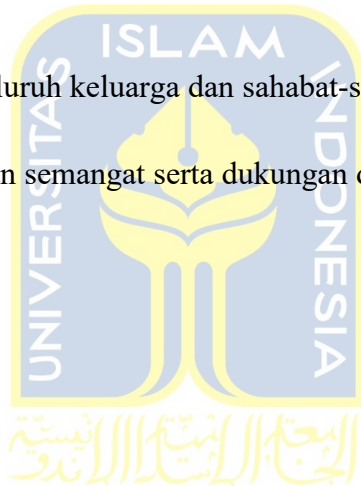 ISLAM
UNIVERSITAS
INDONESIA
luruh keluarga dan sahabat-s
n semangat serta dukungan d